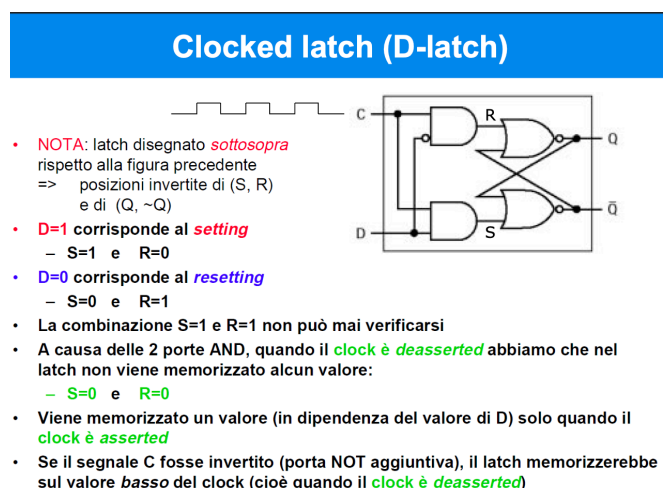 Clocked latch (D-latch)
C
R
Q
Q̅
D
S
• NOTA: latch disegnato sottosopra
rispetto alla figura precedente
=> posizioni invertite di (S, R)
e di (Q, ~Q)
• D=1 corrisponde al setting
– S=1 e R=0
• D=0 corrisponde al resetting
– S=0 e R=1
• La combinazione S=1 e R=1 non può mai verificarsi
• A causa delle 2 porte AND, quando il clock è deasserted abbiamo che nel
latch non viene memorizzato alcun valore:
– S=0 e R=0
• Viene memorizzato un valore (in dipendenza del valore di D) solo quando il
clock è asserted
• Se il segnale C fosse invertito (porta NOT aggiuntiva), il latch memorizzerebbe
sul valore basso del clock (cioè quando il clock è deasserted)